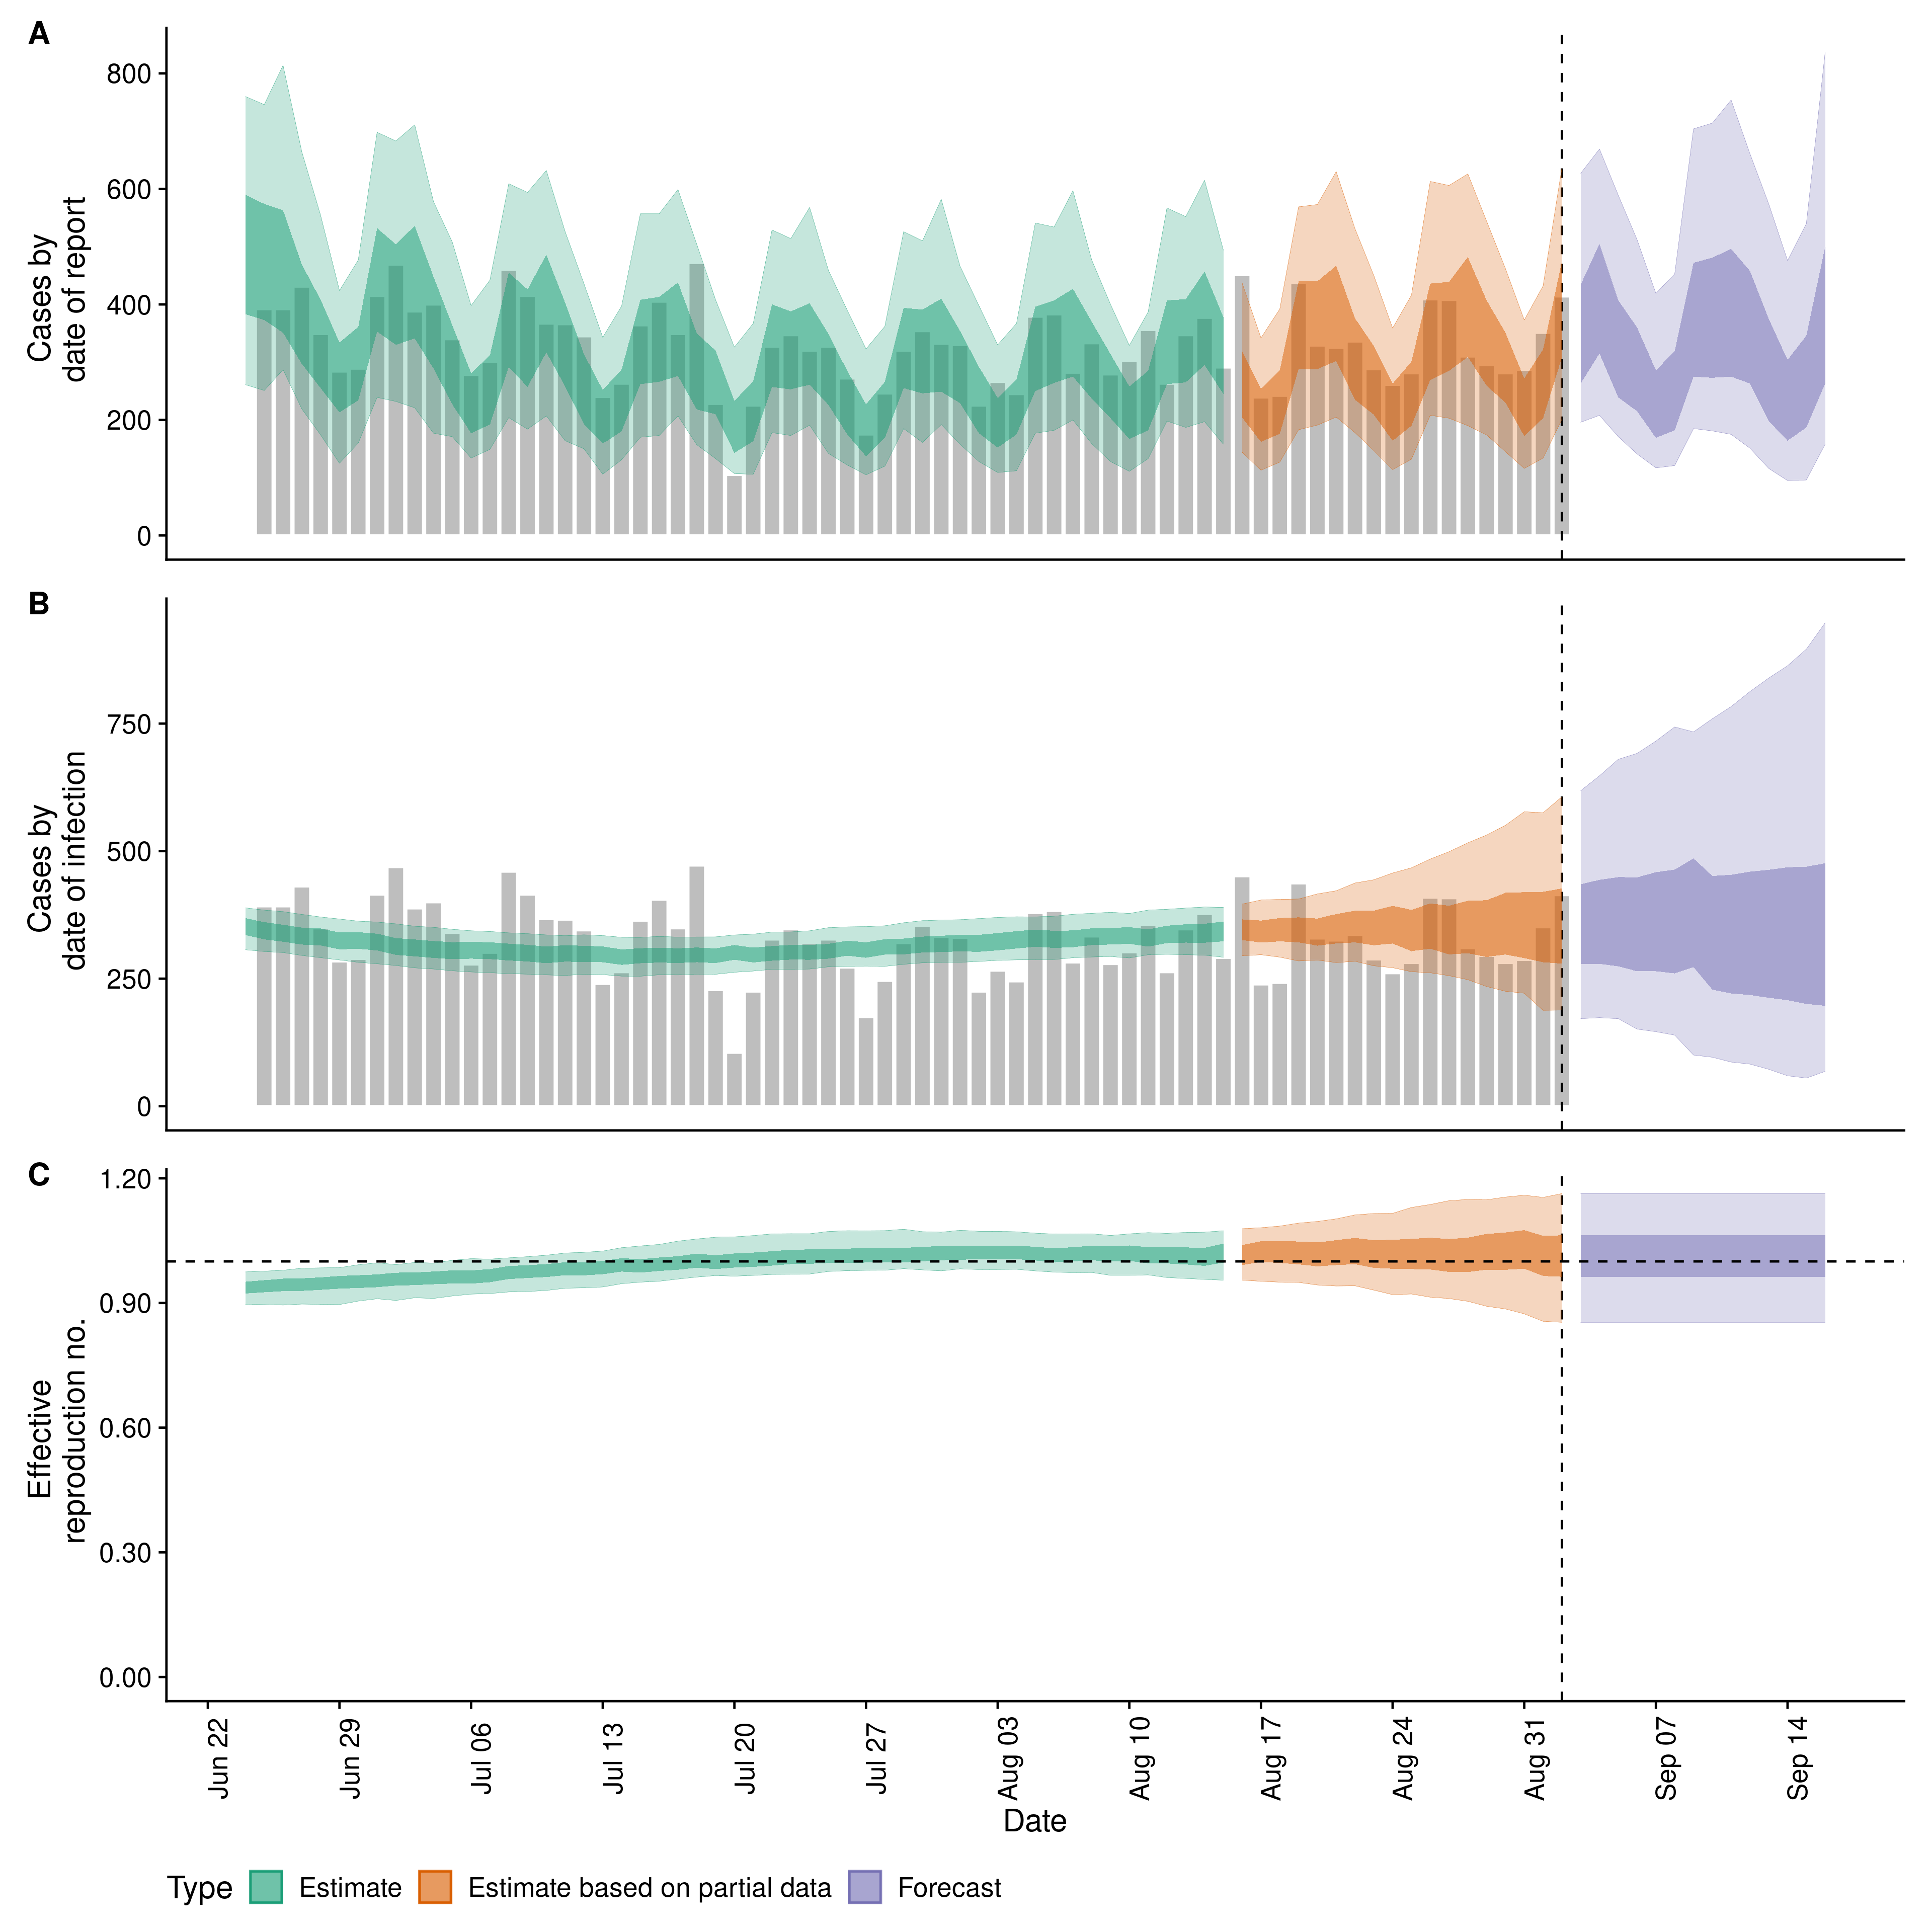 A
800
600
400
200
0
Cases by
date of report
B
750
500
250
0
Cases by
date of infection
C
1.20
0.90
0.60
0.30
0.00
Effective
reproduction no.
Jun 22
Jun 29
Jul 06
Jul 13
Jul 20
Jul 27
Aug 03
Aug 10
Aug 17
Aug 24
Aug 31
Sep 07
Sep 14
Date
Type Estimate Estimate based on partial data Forecast